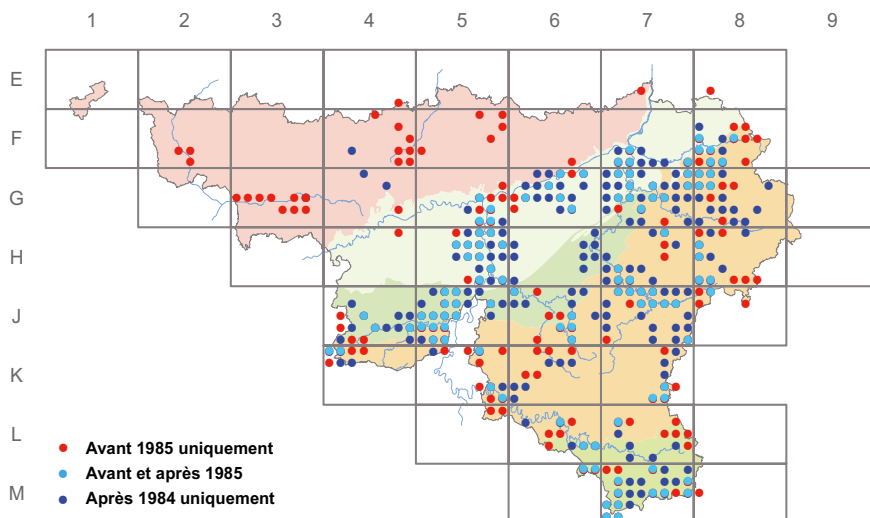 1 2 3 4 5 6 7 8 9
E
F
G
H
J
K
L
M
Avant 1985 uniquement
Avant et après 1985
Après 1984 uniquement